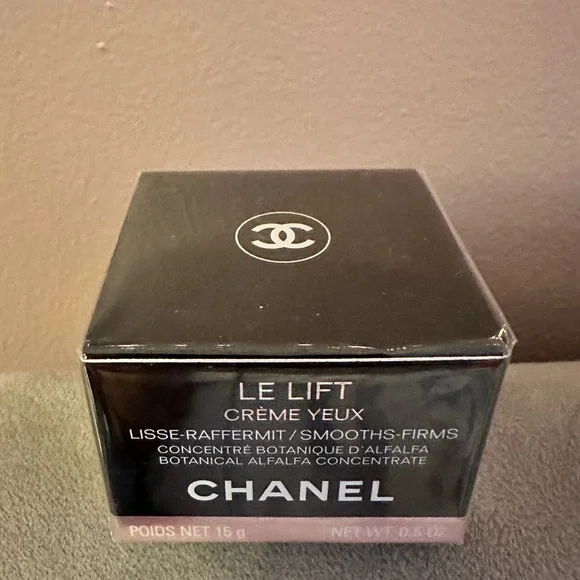 LE LIFT
CRÈME YEUX
LISSE-RAFFERMIT / SMOOTHS-FIRMS
CONCENTRÉ BOTANIQUE D'ALFALFA
BOTANICAL ALFALFA CONCENTRATE
CHANEL
POIDS NET 15 g NET WT. 0.5 OZ.